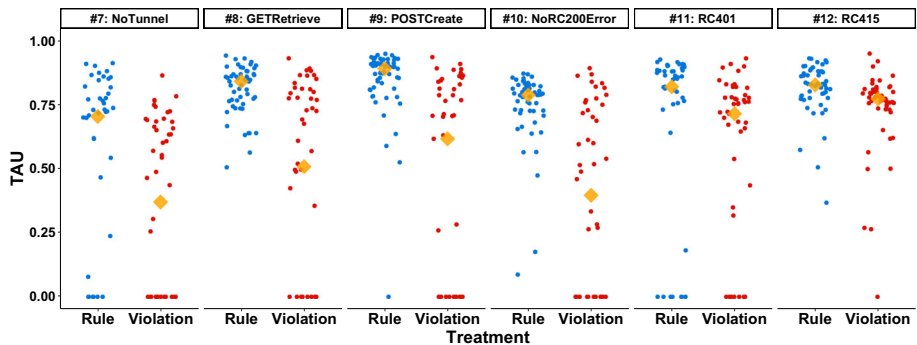 #7: NoTunnel #8: GETRetrieve #9: POSTCreate #10: NoRC200Error #11: RC401 #12: RC415
1.00
0.75
0.50
0.25
0.00
TAU
Rule Violation Rule Violation Rule Violation Rule Violation Rule Violation Rule Violation
Treatment